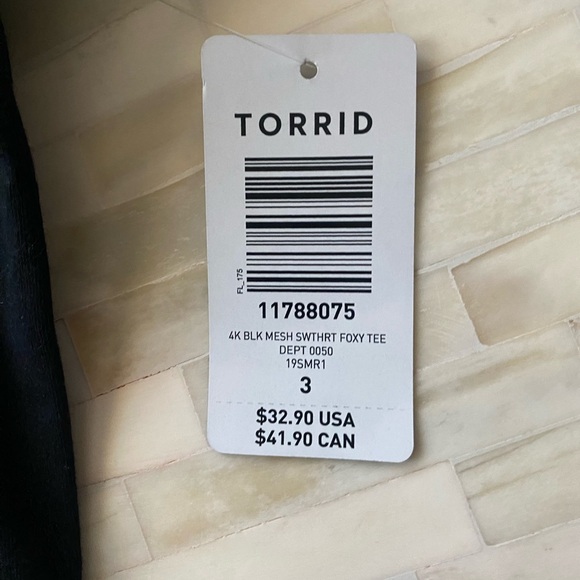 TORRID
FL_175
11788075
4K BLK MESH SWTHRT FOXY TEE
DEPT 0050
19SMR1
3
$32.90 USA
$41.90 CAN